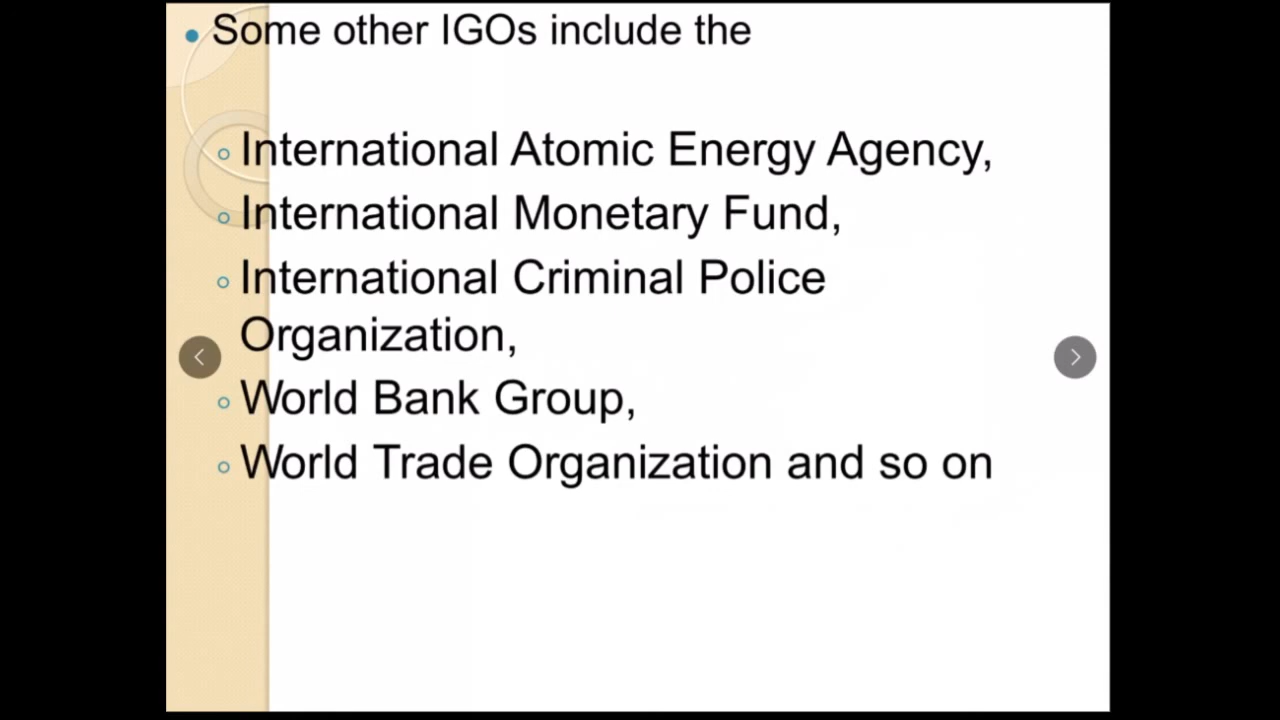 Some other IGOs include the
International Atomic Energy Agency,
International Monetary Fund,
International Criminal Police
Organization,
World Bank Group,
World Trade Organization and so on